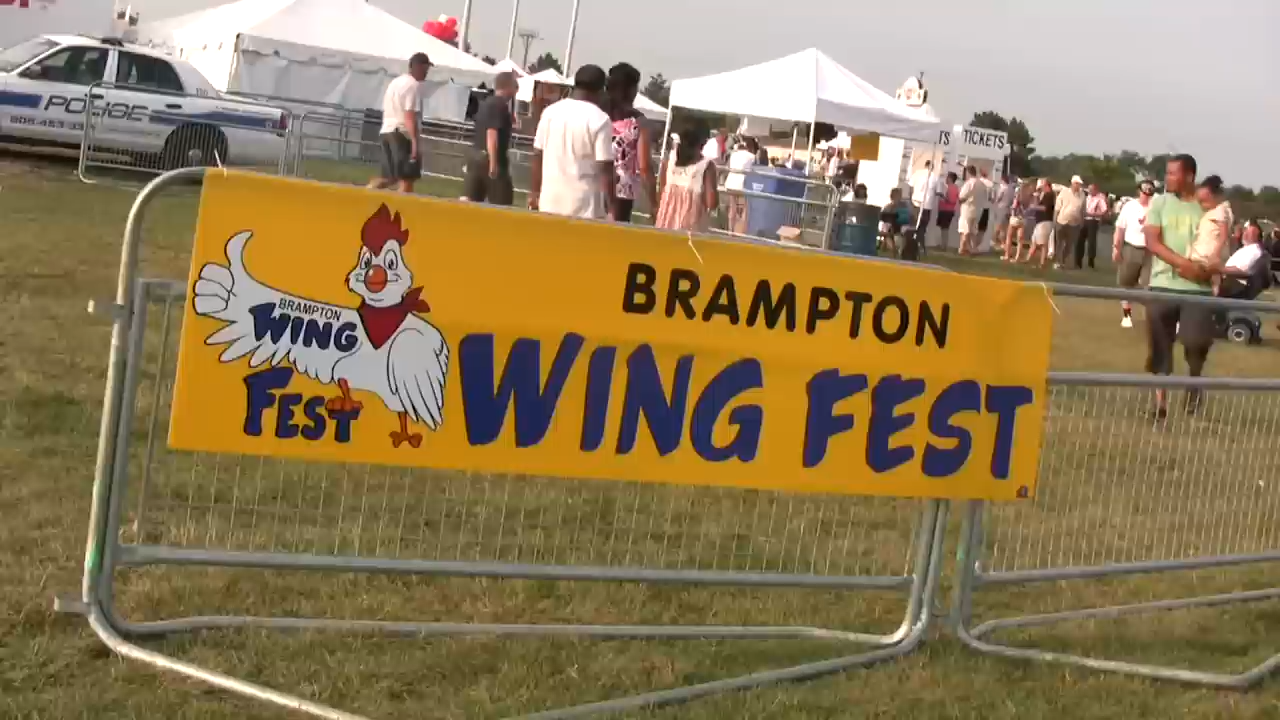 POLICE
TICKETS
BRAMPTON
WING
FEST
BRAMPTON
WING FEST